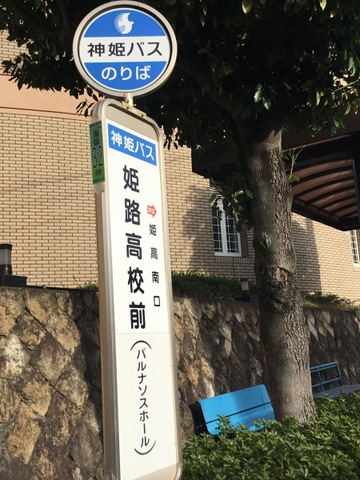 神姫バス
のりば
神姫バス
姫路高校前
⇨姫高南口
(パルナソスホール)